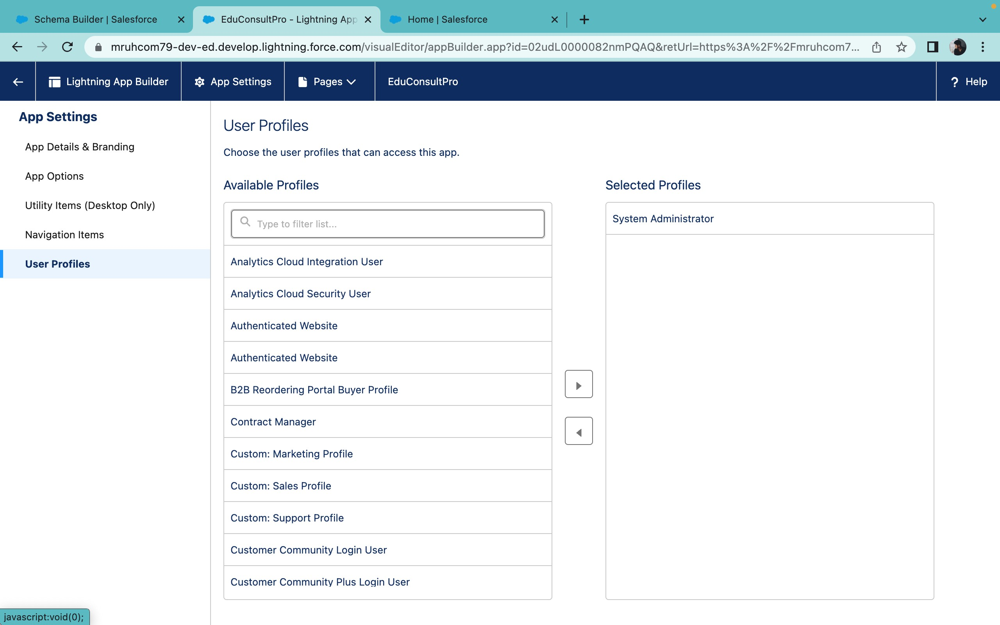 Schema Builder | Salesforce
EduConsultPro - Lightning App
Home | Salesforce
mruhcom79-dev-ed.develop.lightning.force.com/visualEditor/appBuilder.app?id=02udL0000082nmPQAQ&retUrl=https%3A%2F%2Fmruhcom7...
Lightning App Builder
App Settings
Pages
EduConsultPro
? Help
App Settings
App Details & Branding
App Options
Utility Items (Desktop Only)
Navigation Items
User Profiles
User Profiles
Choose the user profiles that can access this app.
Available Profiles
Type to filter list...
Analytics Cloud Integration User
Analytics Cloud Security User
Authenticated Website
Authenticated Website
B2B Reordering Portal Buyer Profile
Contract Manager
Custom: Marketing Profile
Custom: Sales Profile
Custom: Support Profile
Customer Community Login User
Customer Community Plus Login User
Selected Profiles
System Administrator
javascript:void(0);